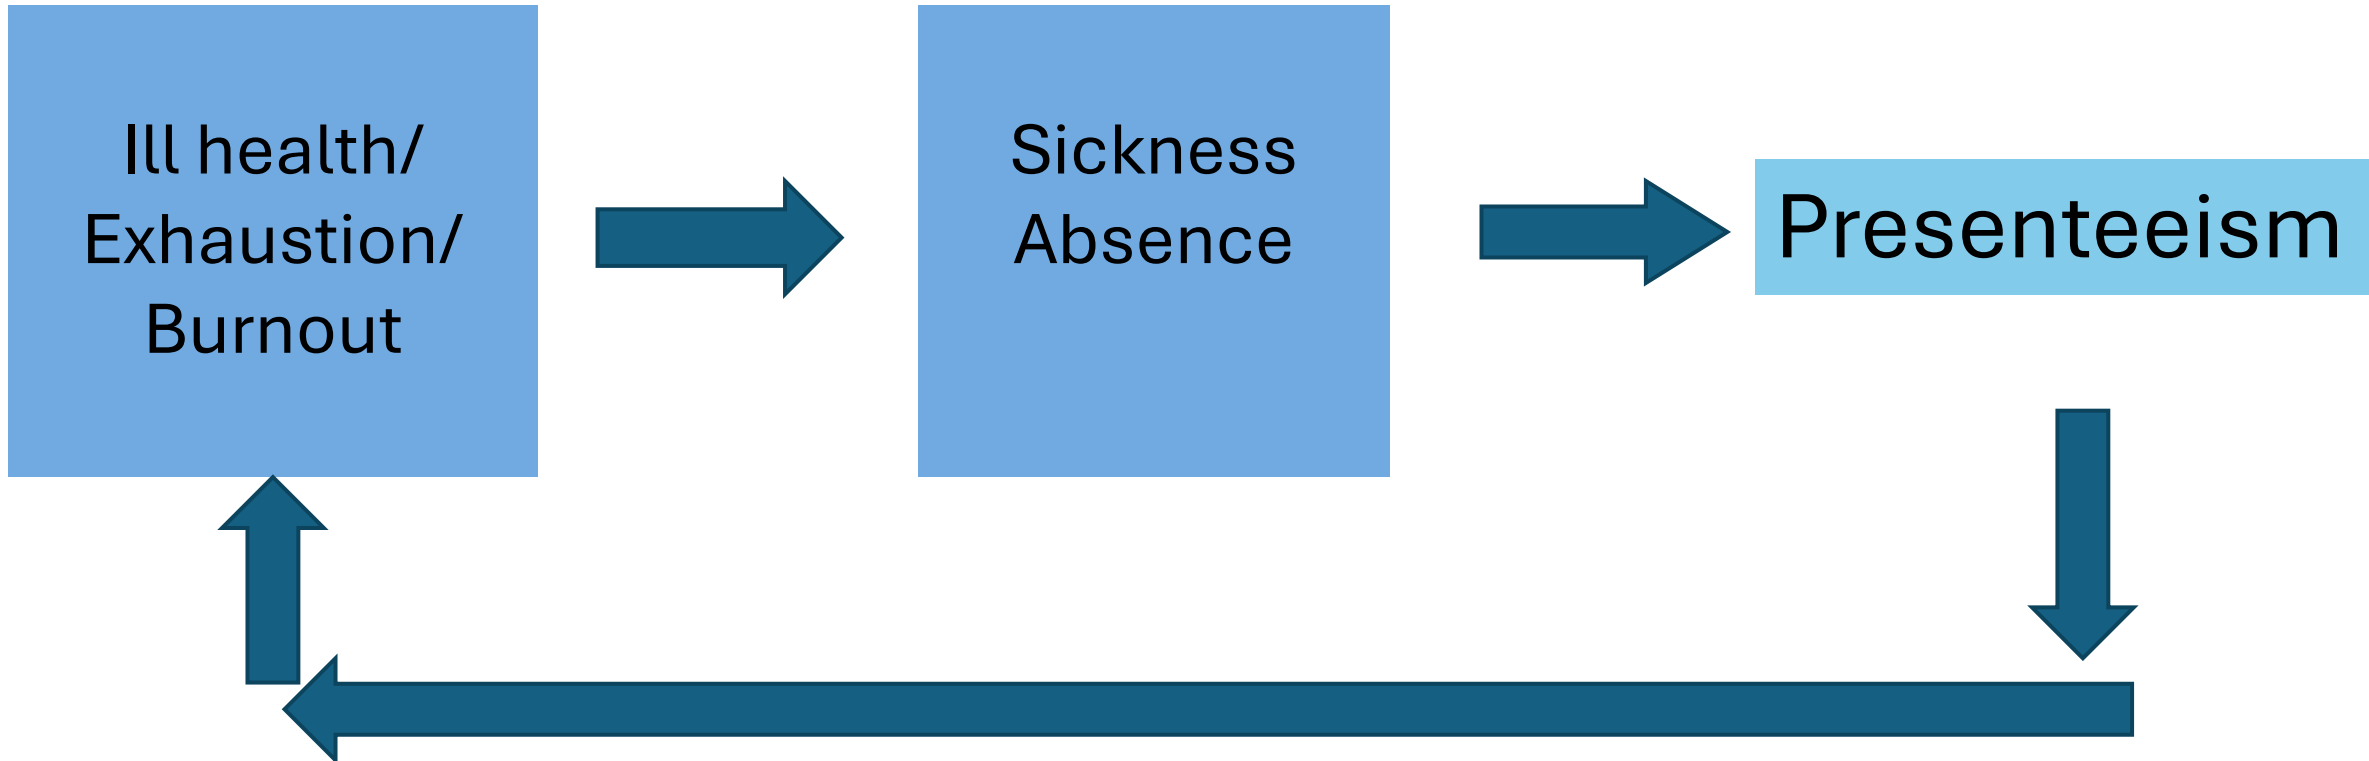 Ill health/
Exhaustion/
Burnout
Sickness
Absence
Presenteeism